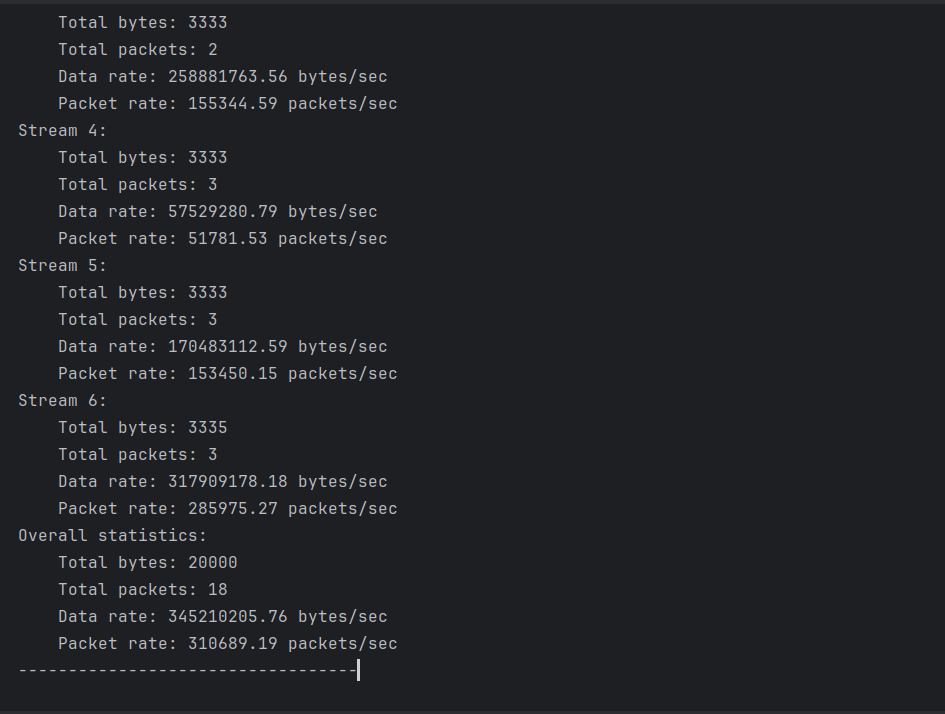 Total bytes: 3333
Total packets: 2
Data rate: 258881763.56 bytes/sec
Packet rate: 155344.59 packets/sec
Stream 4:
Total bytes: 3333
Total packets: 3
Data rate: 57529280.79 bytes/sec
Packet rate: 51781.53 packets/sec
Stream 5:
Total bytes: 3333
Total packets: 3
Data rate: 170483112.59 bytes/sec
Packet rate: 153450.15 packets/sec
Stream 6:
Total bytes: 3335
Total packets: 3
Data rate: 317909178.18 bytes/sec
Packet rate: 285975.27 packets/sec
Overall statistics:
Total bytes: 20000
Total packets: 18
Data rate: 345210205.76 bytes/sec
Packet rate: 310689.19 packets/sec
----------------------------------